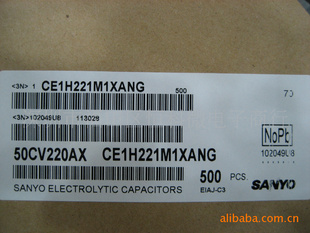 <3N> 1 CE1H221M1XANG
500
70
<3N>102049U8 113028
NoPb
102049U8
50CV220AX CE1H221M1XANG
500 PCS.
SANYO ELECTROLYTIC CAPACITORS
EIAJ-C3 SANYO
alibaba.com.cn